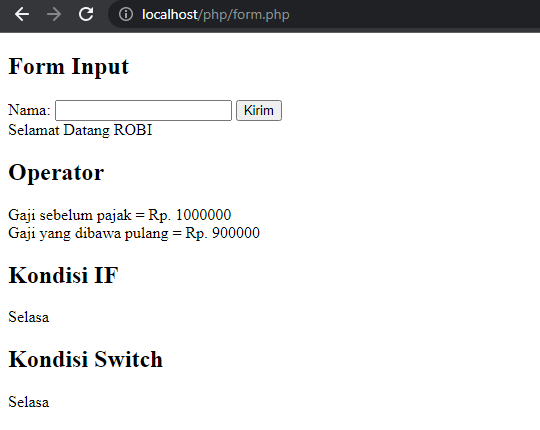 localhost/php/form.php
Form Input
Nama: Kirim
Selamat Datang ROBI
Operator
Gaji sebelum pajak = Rp. 1000000
Gaji yang dibawa pulang = Rp. 900000
Kondisi IF
Selasa
Kondisi Switch
Selasa